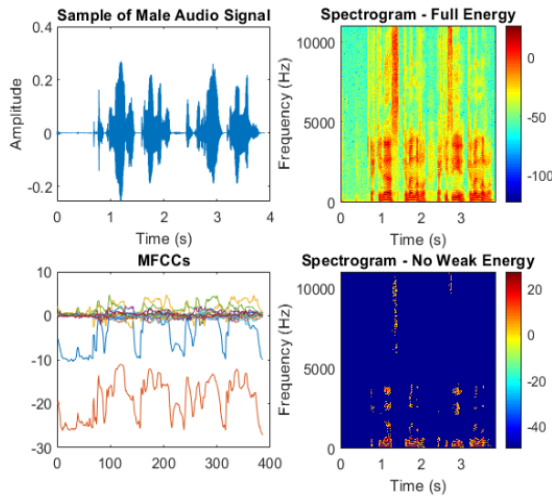 Sample of Male Audio Signal
0.4
0.2
0
-0.2
Amplitude
0 1 2 3 4
Time (s)
Spectrogram - Full Energy
10000
5000
0
Frequency (Hz)
1 2 3
Time (s)
0
-50
-100
MFCCs
10
0
-10
-20
-30
0 100 200 300 400
Spectrogram - No Weak Energy
10000
5000
0
Frequency (Hz)
1 2 3
Time (s)
20
0
-20
-40